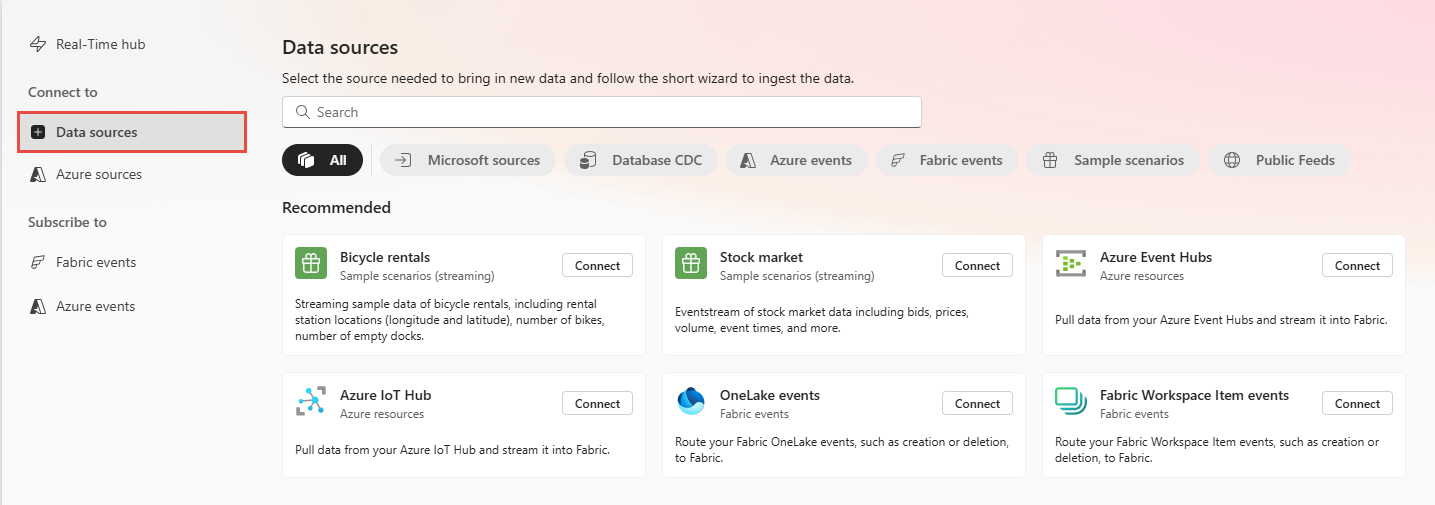 Real-Time hub
Connect to
Data sources
Azure sources
Subscribe to
Fabric events
Azure events
Data sources
Select the source needed to bring in new data and follow the short wizard to ingest the data.
Search
All
Microsoft sources
Database CDC
Azure events
Fabric events
Sample scenarios
Public Feeds
Recommended
Bicycle rentals
Sample scenarios (streaming)
Connect
Streaming sample data of bicycle rentals, including rental
station locations (longitude and latitude), number of bikes,
number of empty docks.
Stock market
Sample scenarios (streaming)
Connect
Eventstream of stock market data including bids, prices,
volume, event times, and more.
Azure Event Hubs
Azure resources
Connect
Pull data from your Azure Event Hubs and stream it into Fabric.
Azure IoT Hub
Azure resources
Connect
Pull data from your Azure IoT Hub and stream it into Fabric.
OneLake events
Fabric events
Connect
Route your Fabric OneLake events, such as creation or deletion,
to Fabric.
Fabric Workspace Item events
Fabric events
Connect
Route your Fabric Workspace Item events, such as creation or
deletion, to Fabric.